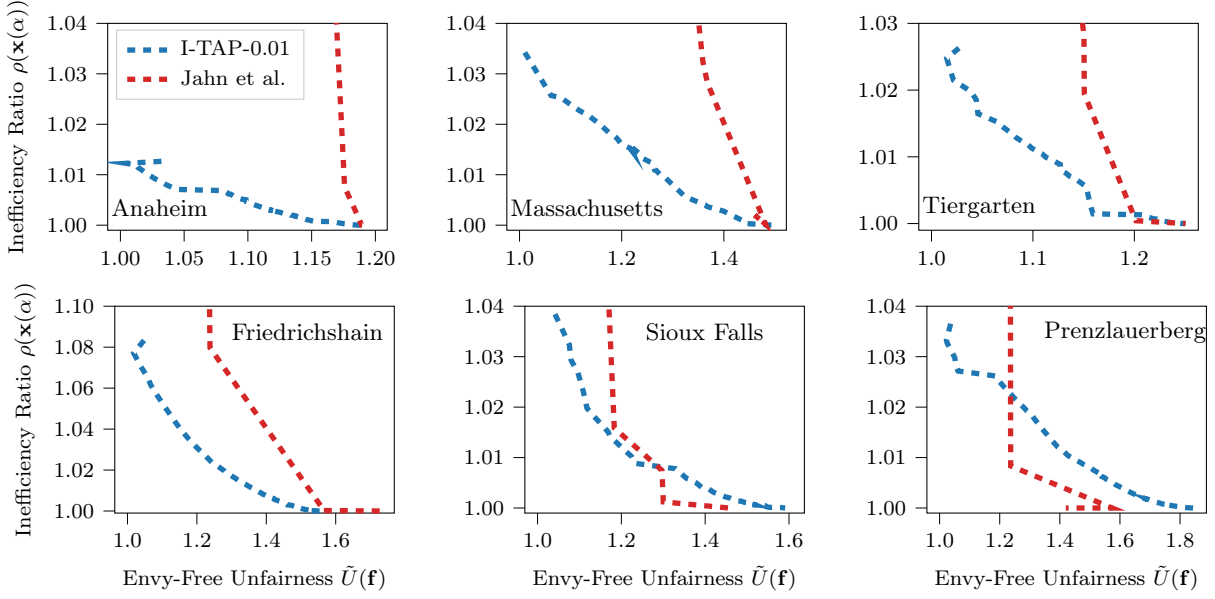 Inefficiency Ratio ρ(x(α))
1.04
1.03
1.02
1.01
1.00
I-TAP-0.01
Jahn et al.
Anaheim
1.00 1.05 1.10 1.15 1.20
1.04
1.03
1.02
1.01
1.00
Massachusetts
1.0 1.2 1.4
1.03
1.02
1.01
1.00
Tiergarten
1.0 1.2
Inefficiency Ratio ρ(x(α))
1.10
1.08
1.06
1.04
1.02
1.00
Friedrichshain
1.0 1.2 1.4 1.6
Envy-Free Unfairness Ũ(f)
1.04
1.03
1.02
1.01
1.00
Sioux Falls
1.0 1.2 1.4 1.6
Envy-Free Unfairness Ũ(f)
1.04
1.03
1.02
1.01
1.00
Prenzlauerberg
1.0 1.2 1.4 1.6 1.8
Envy-Free Unfairness Ũ(f)